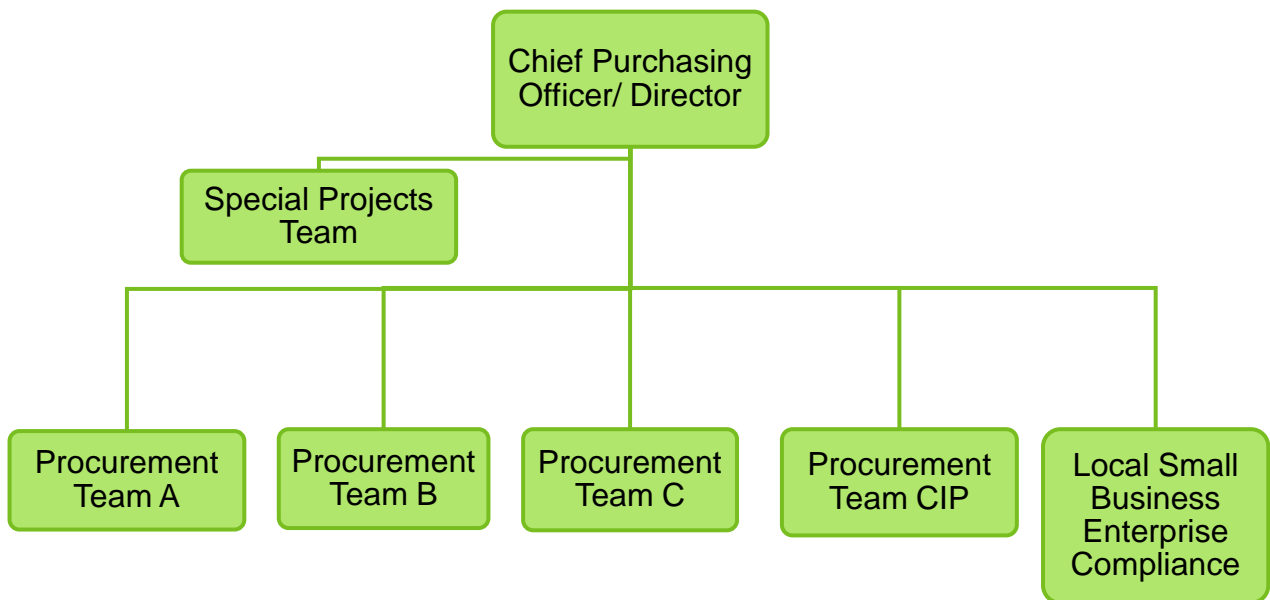 Chief Purchasing
Officer/ Director
Special Projects
Team
Procurement
Team A
Procurement
Team B
Procurement
Team C
Procurement
Team CIP
Local Small
Business
Enterprise
Compliance